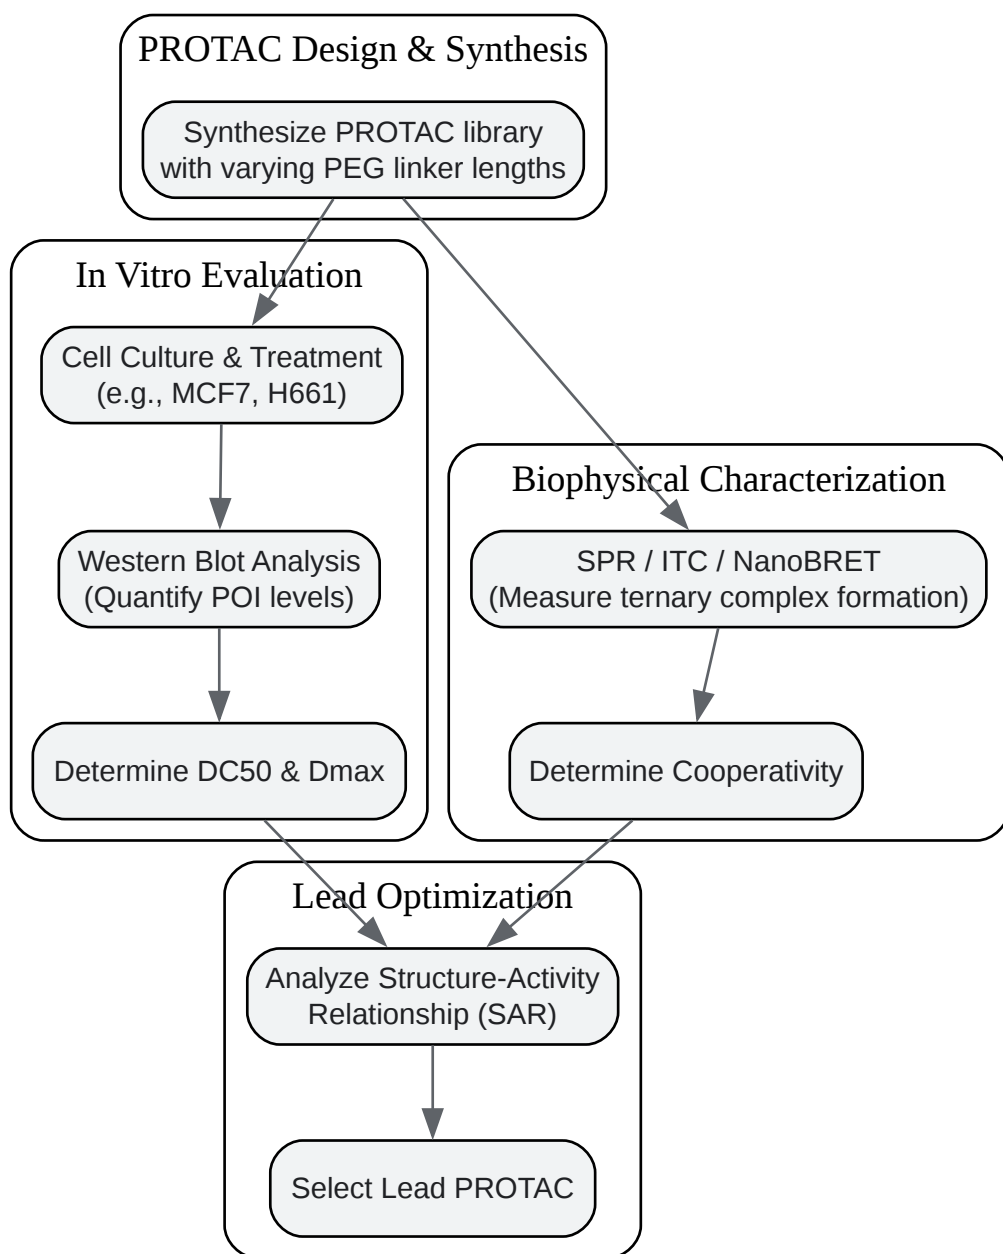 PROTAC Design & Synthesis
Synthesize PROTAC library
with varying PEG linker lengths
In Vitro Evaluation
Cell Culture & Treatment
(e.g., MCF7, H661)
Western Blot Analysis
(Quantify POI levels)
Determine DC50 & Dmax
Biophysical Characterization
SPR / ITC / NanoBRET
(Measure ternary complex formation)
Determine Cooperativity
Lead Optimization
Analyze Structure-Activity
Relationship (SAR)
Select Lead PROTAC